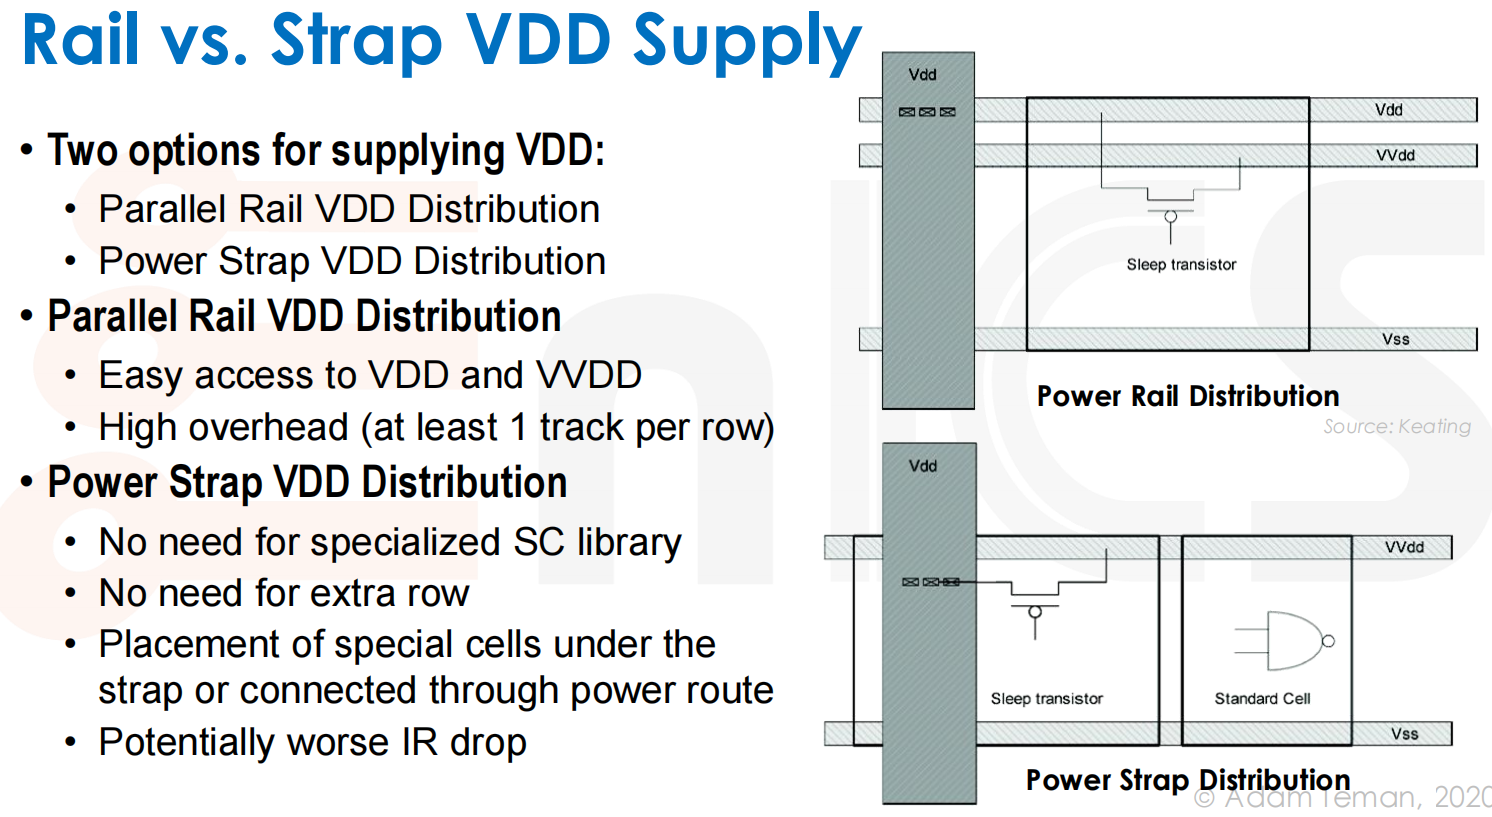 Rail vs. Strap VDD Supply
• Two options for supplying VDD:
• Parallel Rail VDD Distribution
• Power Strap VDD Distribution
• Parallel Rail VDD Distribution
• Easy access to VDD and VVDD
• High overhead (at least 1 track per row)
• Power Strap VDD Distribution
• No need for specialized SC library
• No need for extra row
• Placement of special cells under the
strap or connected through power route
• Potentially worse IR drop
Vdd
Vdd
VVdd
Sleep transistor
Vss
Power Rail Distribution
Source: Keating
Vdd
VVdd
Sleep transistor
Standard Cell
Vss
Power Strap Distribution
© Adam Teman, 2020
EnICS